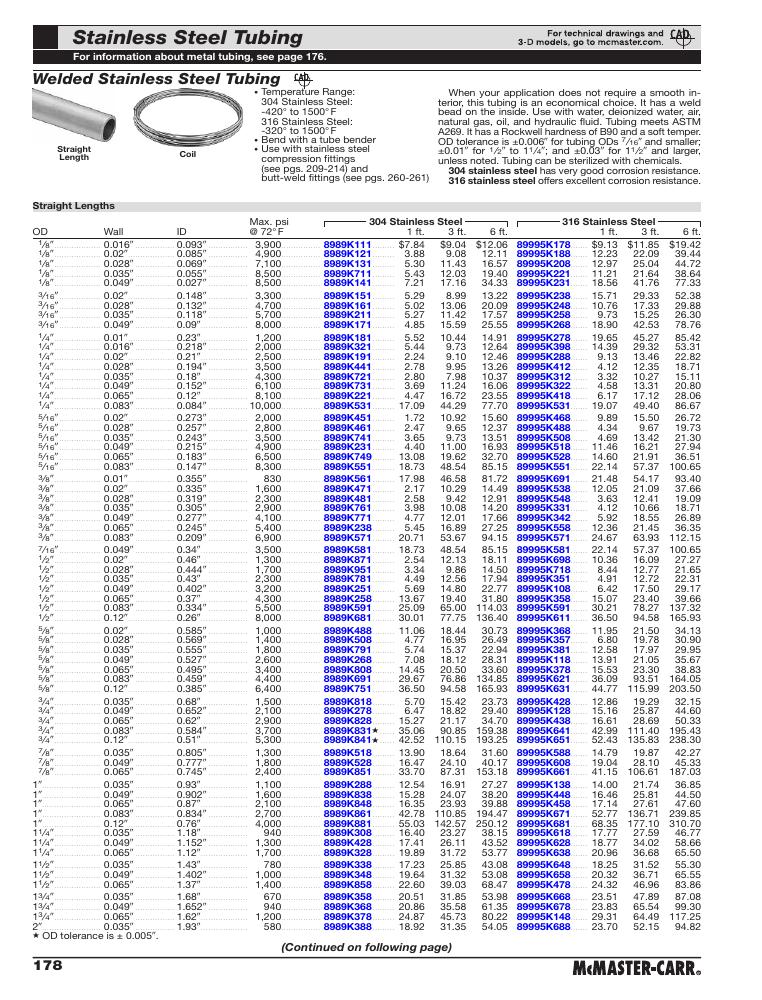 Stainless Steel Tubing
For technical drawings and
3-D models, go to mcmaster.com.
CAD
For information about metal tubing, see page 176.
Welded Stainless Steel Tubing CAD
Straight
Length
Coil
• Temperature Range:
304 Stainless Steel:
-420° to 1500°F
316 Stainless Steel:
-320° to 1500°F
• Bend with a tube bender
• Use with stainless steel
compression fittings
(see pgs. 209-214) and
butt-weld fittings (see pgs. 260-261)
When your application does not require a smooth in-
terior, this tubing is an economical choice. It has a weld
bead on the inside. Use with water, deionized water, air,
natural gas, oil, and hydraulic fluid. Tubing meets ASTM
A269. It has a Rockwell hardness of B90 and a soft temper.
OD tolerance is ±0.006" for tubing ODs 7/16" and smaller;
±0.01" for 1/2" to 1 1/4"; and ±0.03" for 1 1/2" and larger,
unless noted. Tubing can be sterilized with chemicals.
304 stainless steel has very good corrosion resistance.
316 stainless steel offers excellent corrosion resistance.
Straight Lengths
Max. psi 304 Stainless Steel 316 Stainless Steel
OD Wall ID @ 72°F 1 ft. 3 ft. 6 ft. 1 ft. 3 ft. 6 ft.
1/8" 0.016" 0.093" 3,900 8989K111 $7.84 $9.04 $12.06 89995K178 $9.13 $11.85 $19.42
1/8" 0.02" 0.085" 4,900 8989K121 3.88 9.08 12.11 89995K188 12.23 22.09 39.44
1/8" 0.028" 0.069" 7,100 8989K131 5.30 11.43 16.57 89995K208 12.97 25.04 44.72
1/8" 0.035" 0.055" 8,500 8989K711 5.43 12.03 19.40 89995K221 11.21 21.64 38.64
1/8" 0.049" 0.027" 8,500 8989K141 7.21 17.16 34.33 89995K231 18.56 41.76 77.33
3/16" 0.02" 0.148" 3,300 8989K151 5.29 8.99 13.22 89995K238 15.71 29.33 52.38
3/16" 0.028" 0.132" 4,700 8989K161 5.02 13.06 20.09 89995K248 10.76 17.33 29.88
3/16" 0.035" 0.118" 5,700 8989K211 5.27 11.42 17.57 89995K258 9.73 15.25 26.30
3/16" 0.049" 0.09" 8,000 8989K171 4.85 15.59 25.55 89995K268 18.90 42.53 78.76
1/4" 0.01" 0.23" 1,200 8989K181 5.52 10.44 14.91 89995K278 19.65 45.27 85.42
1/4" 0.016" 0.218" 2,000 8989K321 5.44 9.73 12.64 89995K398 14.39 29.32 53.31
1/4" 0.02" 0.21" 2,500 8989K191 2.24 9.10 12.46 89995K288 9.13 13.46 22.82
1/4" 0.028" 0.194" 3,500 8989K441 2.78 9.95 13.26 89995K412 4.12 12.35 18.71
1/4" 0.035" 0.18" 4,300 8989K721 2.80 7.98 10.37 89995K312 3.32 10.27 15.11
1/4" 0.049" 0.152" 6,100 8989K731 3.69 11.24 16.06 89995K322 4.58 13.31 20.80
1/4" 0.065" 0.12" 8,100 8989K221 4.47 16.72 23.55 89995K418 6.17 17.12 28.06
1/4" 0.083" 0.084" 10,000 8989K531 17.09 44.29 77.70 89995K531 19.07 49.40 86.67
5/16" 0.02" 0.273" 2,000 8989K451 1.72 10.92 15.60 89995K468 9.89 15.50 26.72
5/16" 0.028" 0.257" 2,800 8989K461 2.47 9.65 12.37 89995K488 4.34 9.67 19.73
5/16" 0.035" 0.243" 3,500 8989K741 3.65 9.73 13.51 89995K508 4.69 13.42 21.30
5/16" 0.049" 0.215" 4,900 8989K231 4.40 11.00 16.93 89995K518 11.46 16.21 27.94
5/16" 0.065" 0.183" 6,500 8989K749 13.08 19.62 32.70 89995K528 14.60 21.91 36.51
5/16" 0.083" 0.147" 8,300 8989K551 18.73 48.54 85.15 89995K551 22.14 57.37 100.65
3/8" 0.01" 0.355" 830 8989K561 17.98 46.58 81.72 89995K691 21.48 54.17 93.40
3/8" 0.02" 0.335" 1,600 8989K471 2.17 10.29 14.49 89995K538 12.05 21.09 37.66
3/8" 0.028" 0.319" 2,300 8989K481 2.58 9.42 12.91 89995K548 3.63 12.41 19.09
3/8" 0.035" 0.305" 2,900 8989K761 3.98 10.08 14.20 89995K331 4.12 10.66 18.71
3/8" 0.049" 0.277" 4,100 8989K771 4.77 12.01 17.66 89995K342 5.92 18.55 26.89
3/8" 0.065" 0.245" 5,400 8989K238 5.45 16.89 27.25 89995K558 12.36 21.45 36.35
3/8" 0.083" 0.209" 6,900 8989K571 20.71 53.67 94.15 89995K571 24.67 63.93 112.15
7/16" 0.049" 0.34" 3,500 8989K581 18.73 48.54 85.15 89995K581 22.14 57.37 100.65
1/2" 0.02" 0.46" 1,300 8989K871 2.54 12.13 18.11 89995K698 10.36 16.09 27.27
1/2" 0.028" 0.444" 1,700 8989K951 3.34 9.86 14.50 89995K718 8.44 12.77 21.65
1/2" 0.035" 0.43" 2,300 8989K781 4.49 12.56 17.94 89995K351 4.91 12.72 22.31
1/2" 0.049" 0.402" 3,200 8989K251 5.69 14.80 22.77 89995K108 6.42 17.50 29.17
1/2" 0.065" 0.37" 4,300 8989K258 13.67 19.40 31.80 89995K358 15.07 23.40 39.66
1/2" 0.083" 0.334" 5,500 8989K591 25.09 65.00 114.03 89995K591 30.21 78.27 137.32
1/2" 0.12" 0.26" 8,000 8989K681 30.01 77.75 136.40 89995K611 36.50 94.58 165.93
5/8" 0.02" 0.585" 1,000 8989K488 11.06 18.44 30.73 89995K368 11.95 21.50 34.13
5/8" 0.028" 0.569" 1,400 8989K508 4.77 16.95 26.49 89995K357 6.80 19.78 30.90
5/8" 0.035" 0.555" 1,800 8989K791 5.74 15.37 22.94 89995K381 12.58 17.97 29.95
5/8" 0.049" 0.527" 2,600 8989K268 7.08 18.12 28.31 89995K118 13.91 21.05 35.67
5/8" 0.065" 0.495" 3,400 8989K808 14.45 20.50 33.60 89995K378 15.53 23.30 38.83
5/8" 0.083" 0.459" 4,400 8989K691 29.67 76.86 134.85 89995K621 36.09 93.51 164.05
5/8" 0.12" 0.385" 6,400 8989K751 36.50 94.58 165.93 89995K631 44.77 115.99 203.50
3/4" 0.035" 0.68" 1,500 8989K818 5.70 15.42 23.73 89995K428 12.86 19.29 32.15
3/4" 0.049" 0.652" 2,100 8989K278 6.47 18.82 29.40 89995K128 15.16 25.87 44.60
3/4" 0.065" 0.62" 2,900 8989K828 15.27 21.17 34.70 89995K438 16.61 28.69 50.33
3/4" 0.083" 0.584" 3,700 8989K831★ 35.06 90.85 159.38 89995K641 42.99 111.40 195.43
3/4" 0.12" 0.51" 5,300 8989K841★ 42.52 110.15 193.25 89995K651 52.43 135.83 238.30
7/8" 0.035" 0.805" 1,300 8989K518 13.90 18.64 31.60 89995K588 14.79 19.87 42.27
7/8" 0.049" 0.777" 1,800 8989K528 16.47 24.10 40.17 89995K608 19.04 28.10 45.33
7/8" 0.065" 0.745" 2,400 8989K851 33.70 87.31 153.18 89995K661 41.15 106.61 187.03
1" 0.035" 0.93" 1,100 8989K288 12.54 16.91 27.27 89995K138 14.00 21.74 36.85
1" 0.049" 0.902" 1,600 8989K838 15.28 24.07 38.20 89995K448 16.46 25.81 44.50
1" 0.065" 0.87" 2,100 8989K848 16.35 23.93 39.88 89995K458 17.14 27.61 47.60
1" 0.083" 0.834" 2,700 8989K861 42.78 110.85 194.47 89995K671 52.77 136.71 239.85
1" 0.12" 0.76" 4,000 8989K881 55.03 142.57 250.12 89995K681 68.35 177.10 310.70
1 1/4" 0.035" 1.18" 940 8989K308 16.40 23.27 38.15 89995K618 17.77 27.59 46.77
1 1/4" 0.049" 1.152" 1,300 8989K428 17.41 26.11 43.52 89995K628 18.77 34.02 58.66
1 1/4" 0.065" 1.12" 1,700 8989K328 19.89 31.72 53.77 89995K638 20.96 36.68 65.50
1 1/2" 0.035" 1.43" 780 8989K338 17.23 25.85 43.08 89995K648 18.25 31.52 55.30
1 1/2" 0.049" 1.402" 1,000 8989K348 19.64 31.32 53.08 89995K658 20.32 36.71 65.55
1 1/2" 0.065" 1.37" 1,400 8989K858 22.60 39.03 68.47 89995K478 24.32 46.96 83.86
1 3/4" 0.035" 1.68" 670 8989K358 20.51 31.85 53.98 89995K668 23.51 47.89 87.08
1 3/4" 0.049" 1.652" 940 8989K368 20.86 35.58 61.35 89995K678 23.83 65.54 99.30
1 3/4" 0.065" 1.62" 1,200 8989K378 24.87 45.73 80.22 89995K148 29.31 64.49 117.25
2" 0.035" 1.93" 580 8989K388 18.92 31.35 54.05 89995K688 23.70 52.15 94.82
★ OD tolerance is ± 0.005".
(Continued on following page)
178
McMASTER-CARR®